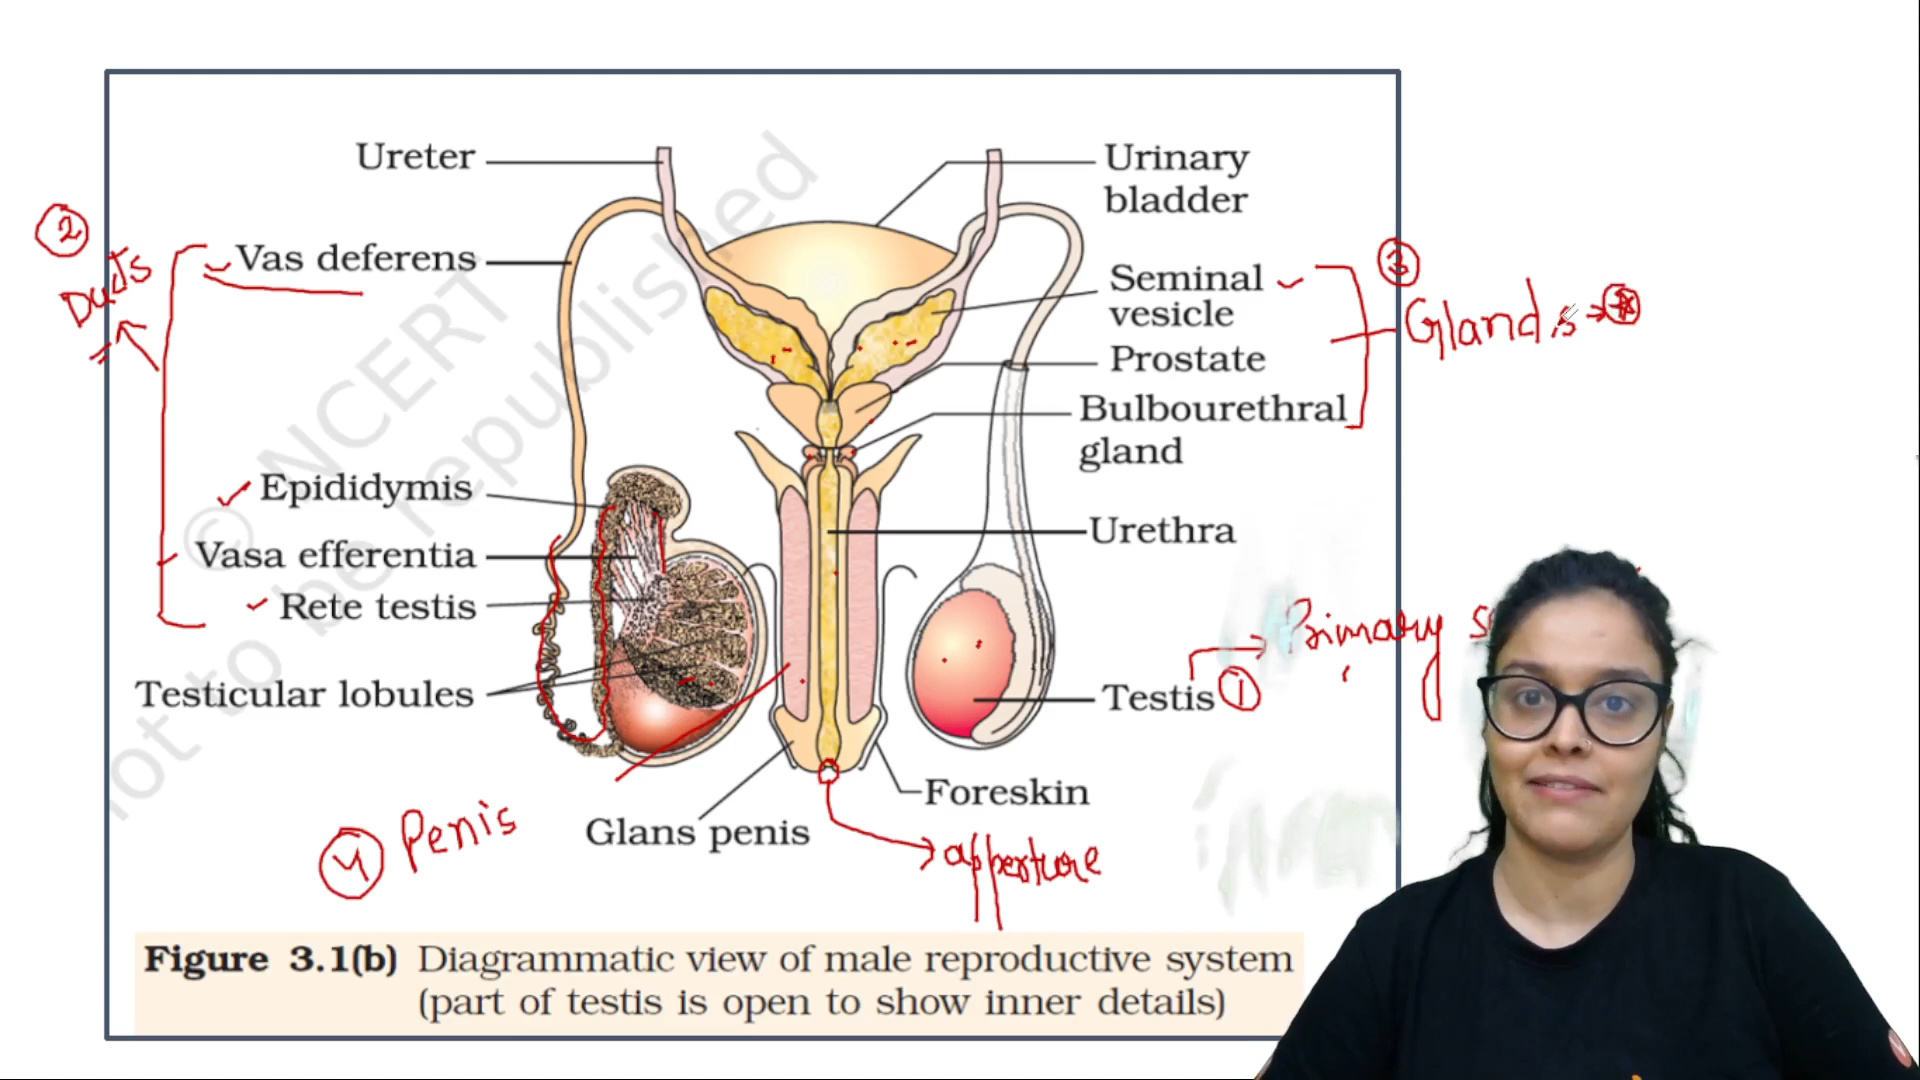 Ureter
Urinary
bladder
② Ducts
Vas deferens
Seminal
vesicle
③ Glands
Prostate
Bulbourethral
gland
Epididymis
Urethra
Vasa efferentia
Rete testis
Primary
Testicular lobules
Testis ①
Foreskin
④ Penis
Glans penis
apperture
© NCERT
not to be republished
Figure 3.1(b) Diagrammatic view of male reproductive system
(part of testis is open to show inner details)